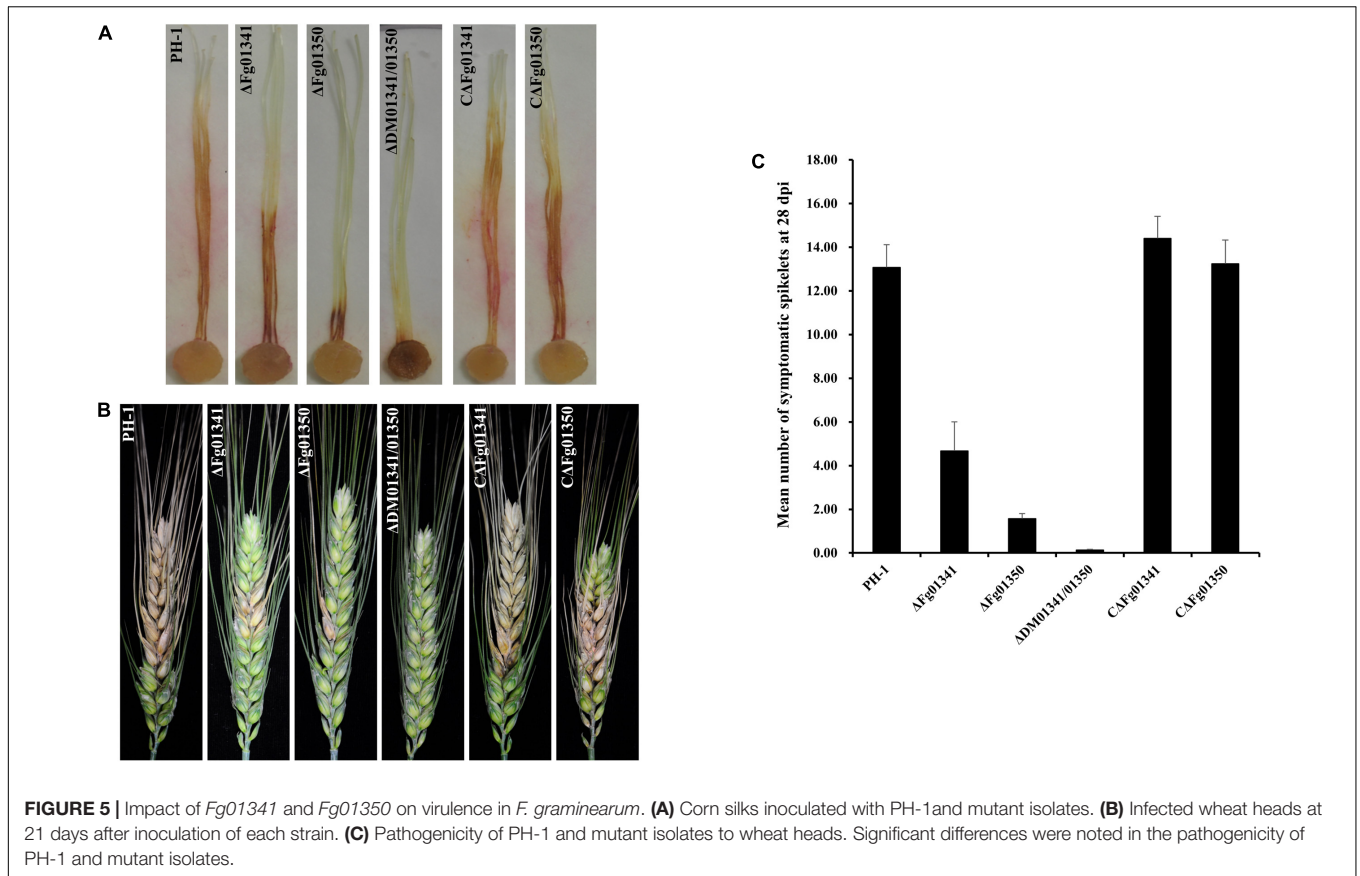 A
PH-1
ΔFg01341
ΔFg01350
ΔDM01341/01350
CΔFg01341
CΔFg01350
B
PH-1
ΔFg01341
ΔFg01350
ΔDM01341/01350
CΔFg01341
CΔFg01350
C
Mean number of symptomatic spikelets at 28 dpi
18.00
16.00
14.00
12.00
10.00
8.00
6.00
4.00
2.00
0.00
PH-1
ΔFg01341
ΔFg01350
ΔDM01341/01350
CΔFg01341
CΔFg01350
FIGURE 5 | Impact of Fg01341 and Fg01350 on virulence in F. graminearum. (A) Corn silks inoculated with PH-1and mutant isolates. (B) Infected wheat heads at
21 days after inoculation of each strain. (C) Pathogenicity of PH-1 and mutant isolates to wheat heads. Significant differences were noted in the pathogenicity of
PH-1 and mutant isolates.